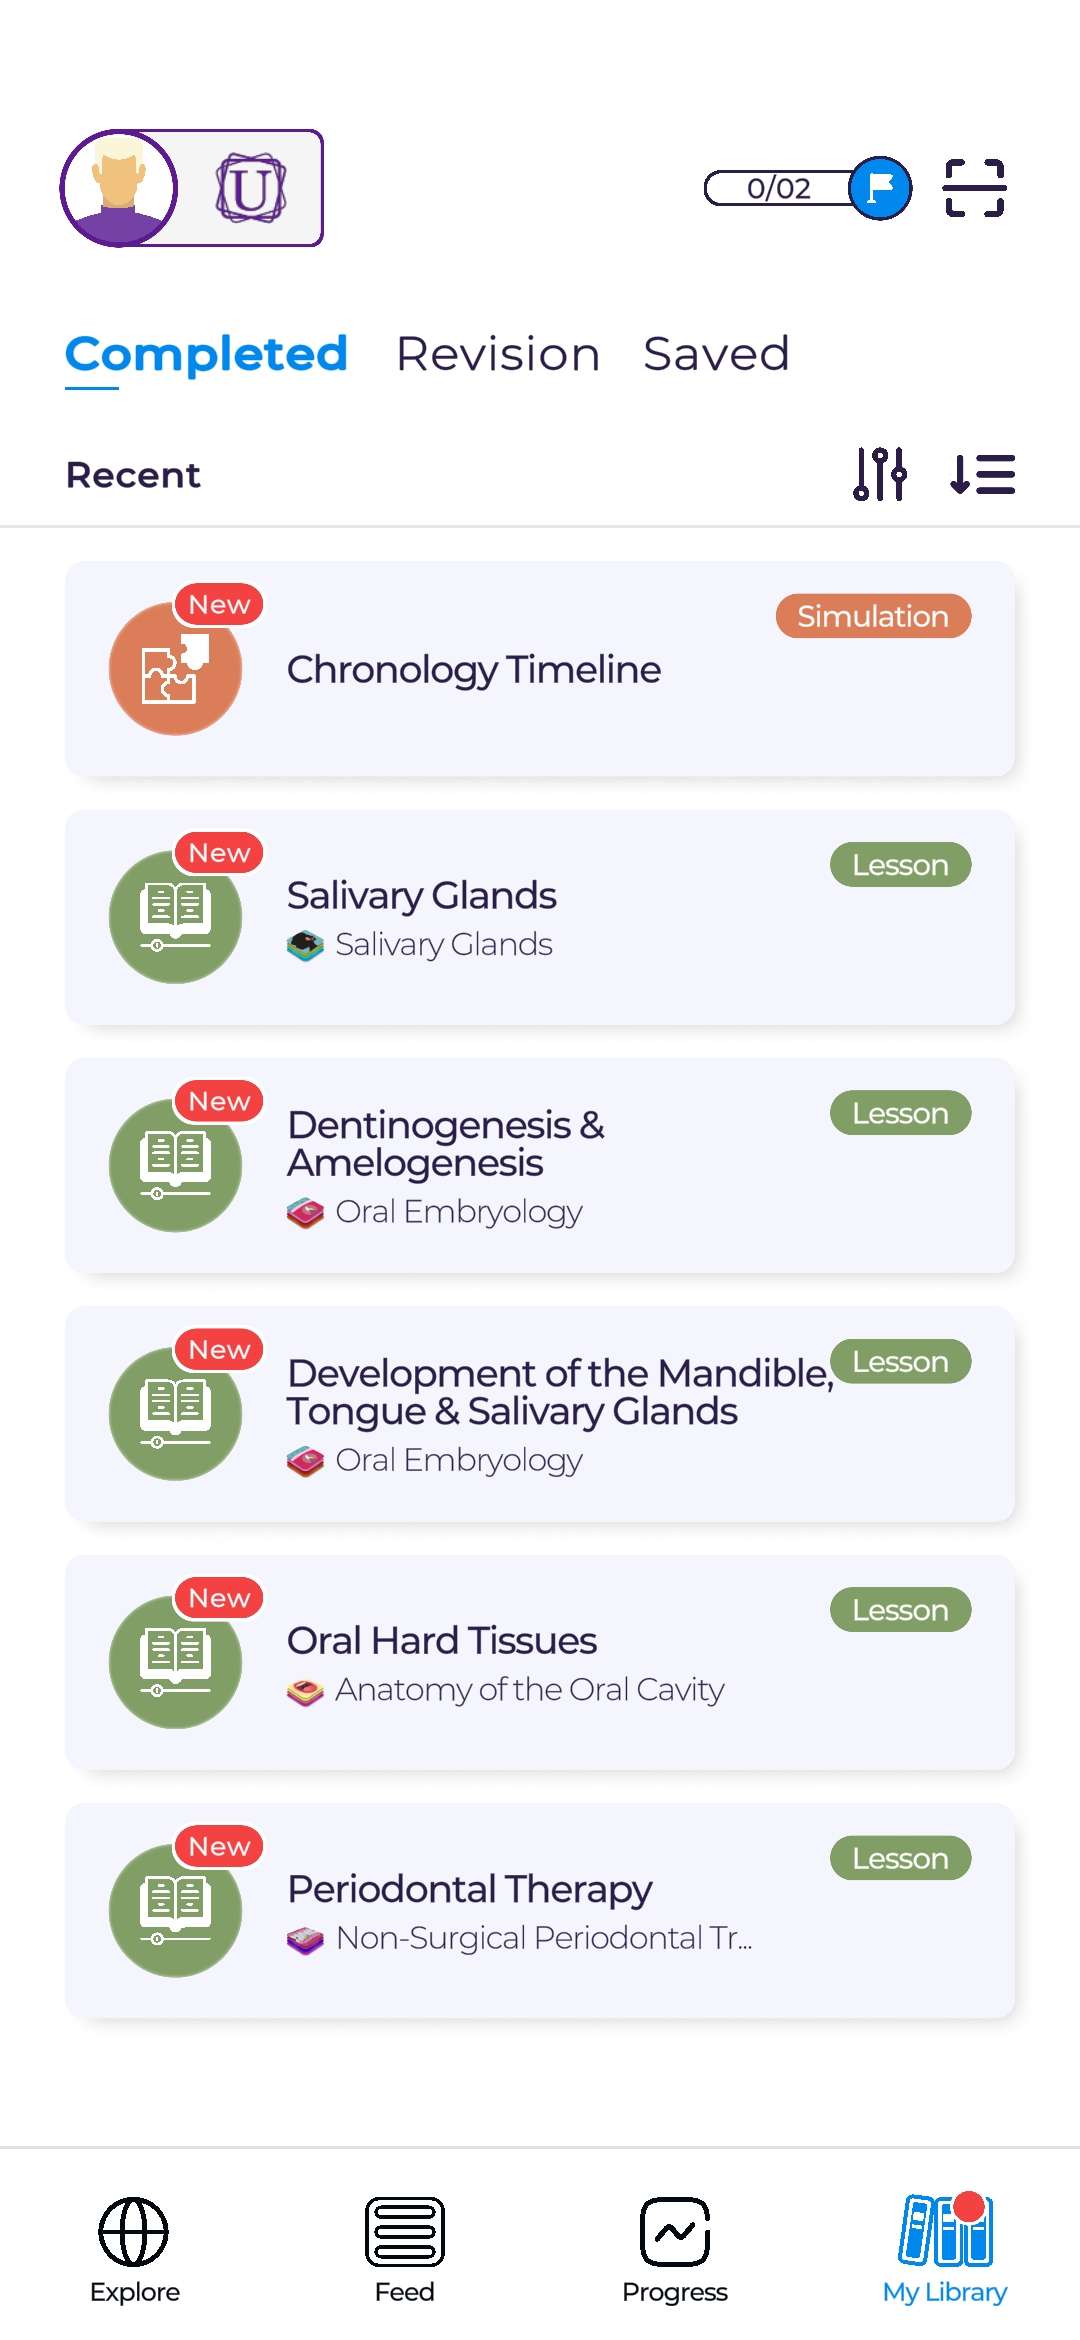 U
0/02
Completed Revision Saved
Recent
New
Simulation
Chronology Timeline
New
Lesson
Salivary Glands
Salivary Glands
New
Lesson
Dentinogenesis &
Amelogenesis
Oral Embryology
New
Lesson
Development of the Mandible,
Tongue & Salivary Glands
Oral Embryology
New
Lesson
Oral Hard Tissues
Anatomy of the Oral Cavity
New
Lesson
Periodontal Therapy
Non-Surgical Periodontal Tr...
Explore Feed Progress My Library